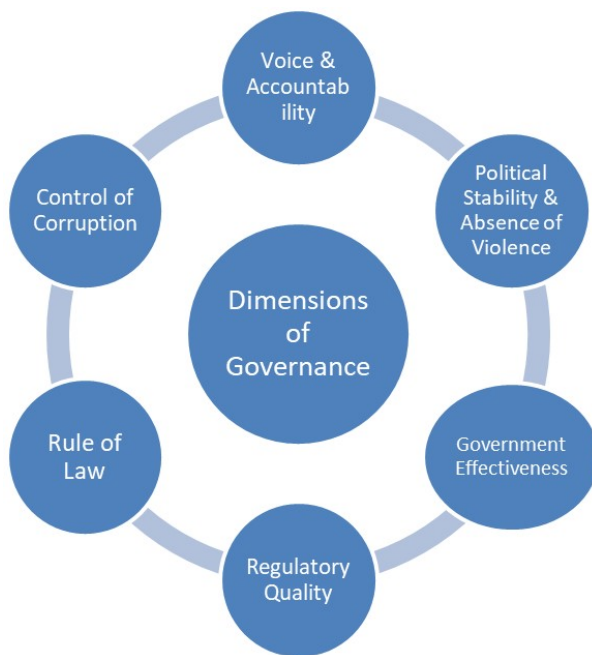 Voice &
Accountab
ility
Political
Stability &
Absence of
Violence
Government
Effectiveness
Regulatory
Quality
Rule of
Law
Control of
Corruption
Dimensions
of
Governance